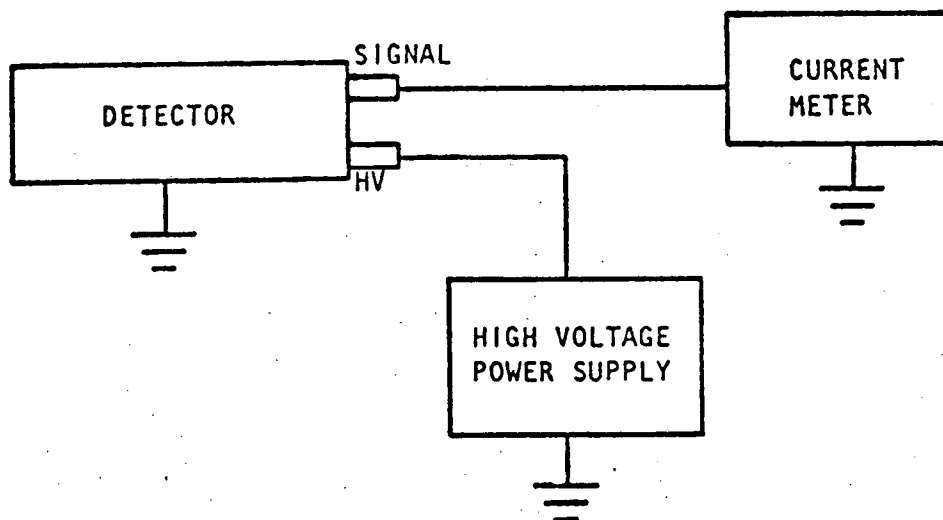 SIGNAL
DETECTOR
HV
CURRENT
METER
HIGH VOLTAGE
POWER SUPPLY